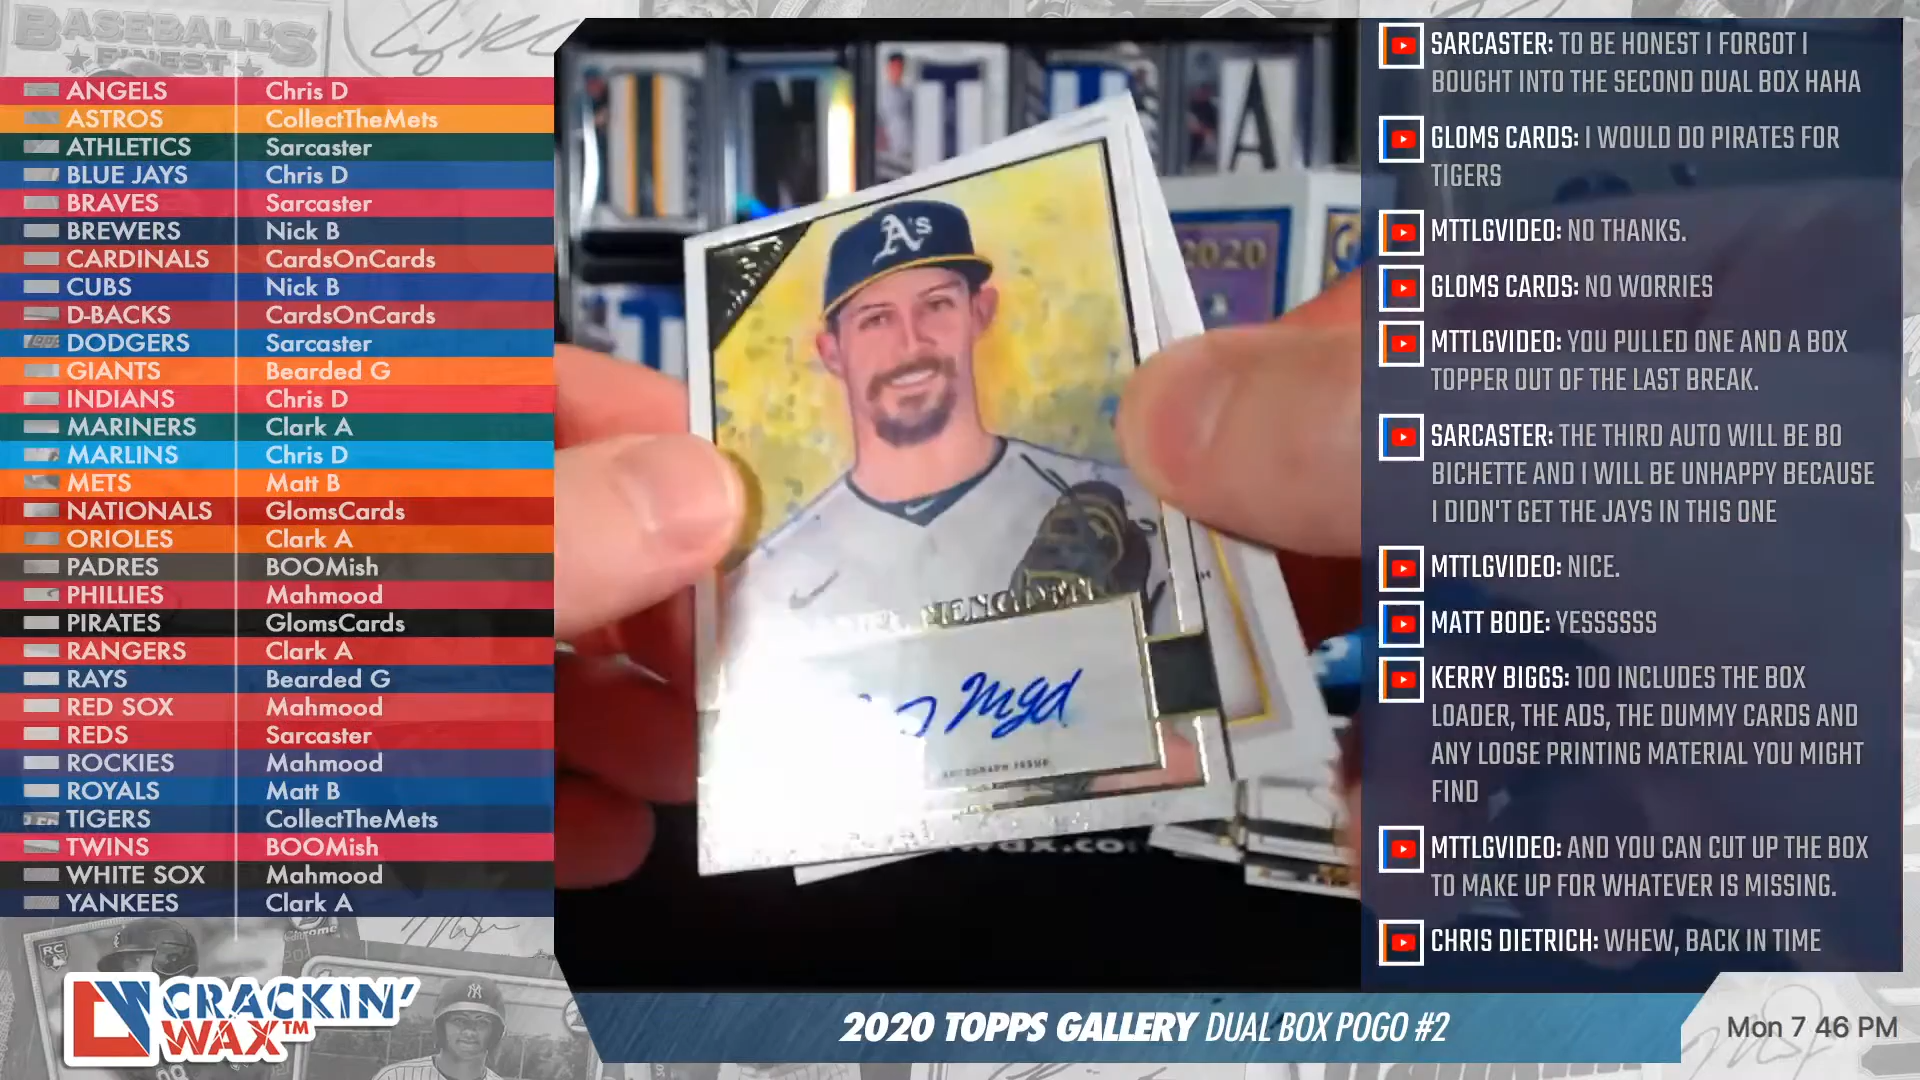 BASEBALL'S
FINEST
ANGELS Chris D
ASTROS CollectTheMets
ATHLETICS Sarcaster
BLUE JAYS Chris D
BRAVES Sarcaster
BREWERS Nick B
CARDINALS CardsOnCards
CUBS Nick B
D-BACKS CardsOnCards
DODGERS Sarcaster
GIANTS Bearded G
INDIANS Chris D
MARINERS Clark A
MARLINS Chris D
METS Matt B
NATIONALS GlomsCards
ORIOLES Clark A
PADRES BOOMish
PHILLIES Mahmood
PIRATES GlomsCards
RANGERS Clark A
RAYS Bearded G
RED SOX Mahmood
REDS Sarcaster
ROCKIES Mahmood
ROYALS Matt B
TIGERS CollectTheMets
TWINS BOOMish
WHITE SOX Mahmood
YANKEES Clark A
RC
Chrome
CRACKIN'
WAX™
A's
2020
AUTOGRAPH ISSUE
SARCASTER: TO BE HONEST I FORGOT I
BOUGHT INTO THE SECOND DUAL BOX HAHA
GLOMS CARDS: I WOULD DO PIRATES FOR
TIGERS
MTTLGVIDEO: NO THANKS.
GLOMS CARDS: NO WORRIES
MTTLGVIDEO: YOU PULLED ONE AND A BOX
TOPPER OUT OF THE LAST BREAK.
SARCASTER: THE THIRD AUTO WILL BE BO
BICHETTE AND I WILL BE UNHAPPY BECAUSE
I DIDN'T GET THE JAYS IN THIS ONE
MTTLGVIDEO: NICE.
MATT BODE: YESSSSSS
KERRY BIGGS: 100 INCLUDES THE BOX
LOADER, THE ADS, THE DUMMY CARDS AND
ANY LOOSE PRINTING MATERIAL YOU MIGHT
FIND
MTTLGVIDEO: AND YOU CAN CUT UP THE BOX
TO MAKE UP FOR WHATEVER IS MISSING.
CHRIS DIETRICH: WHEW, BACK IN TIME
2020 TOPPS GALLERY DUAL BOX POGO #2
Mon 7 46 PM